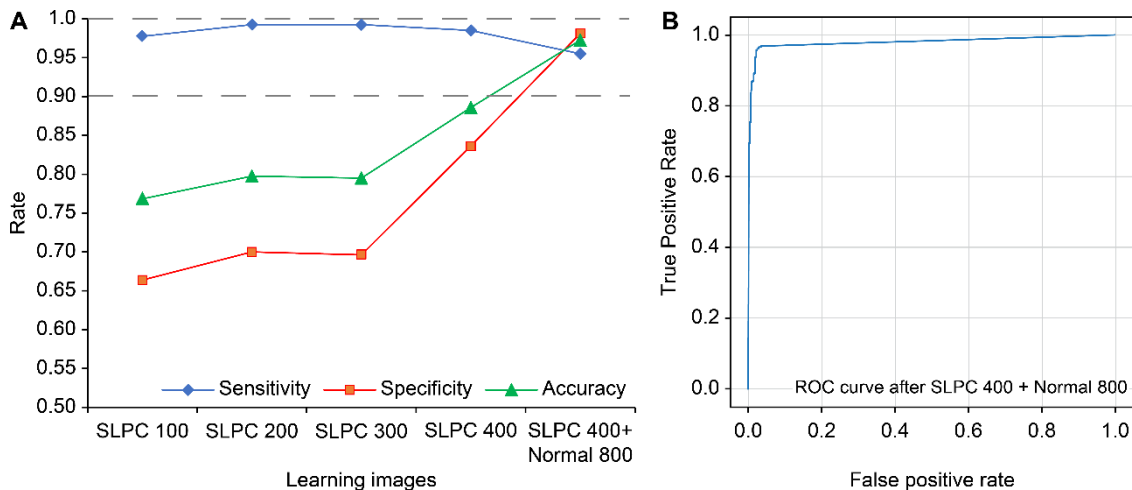 A
Rate
1.0
0.95
0.90
0.85
0.80
0.75
0.70
0.65
0.60
0.55
0.50
Sensitivity Specificity Accuracy
SLPC 100 SLPC 200 SLPC 300 SLPC 400 SLPC 400+
Normal 800
Learning images
B
True Positive Rate
1.0
0.8
0.6
0.4
0.2
0.0
ROC curve after SLPC 400 + Normal 800
0.0 0.2 0.4 0.6 0.8 1.0
False positive rate